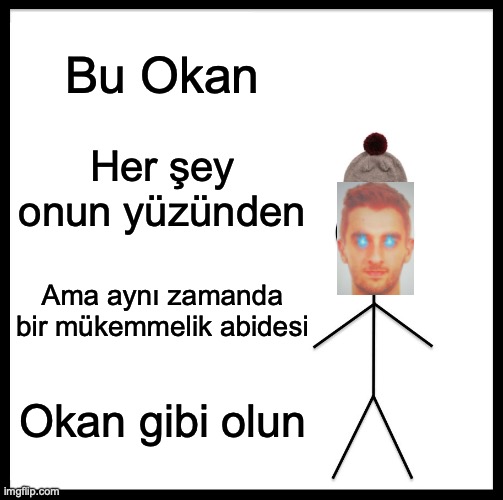 Bu Okan
Her şey
onun yüzünden
Ama aynı zamanda
bir mükemmelik abidesi
Okan gibi olun
imgflip.com